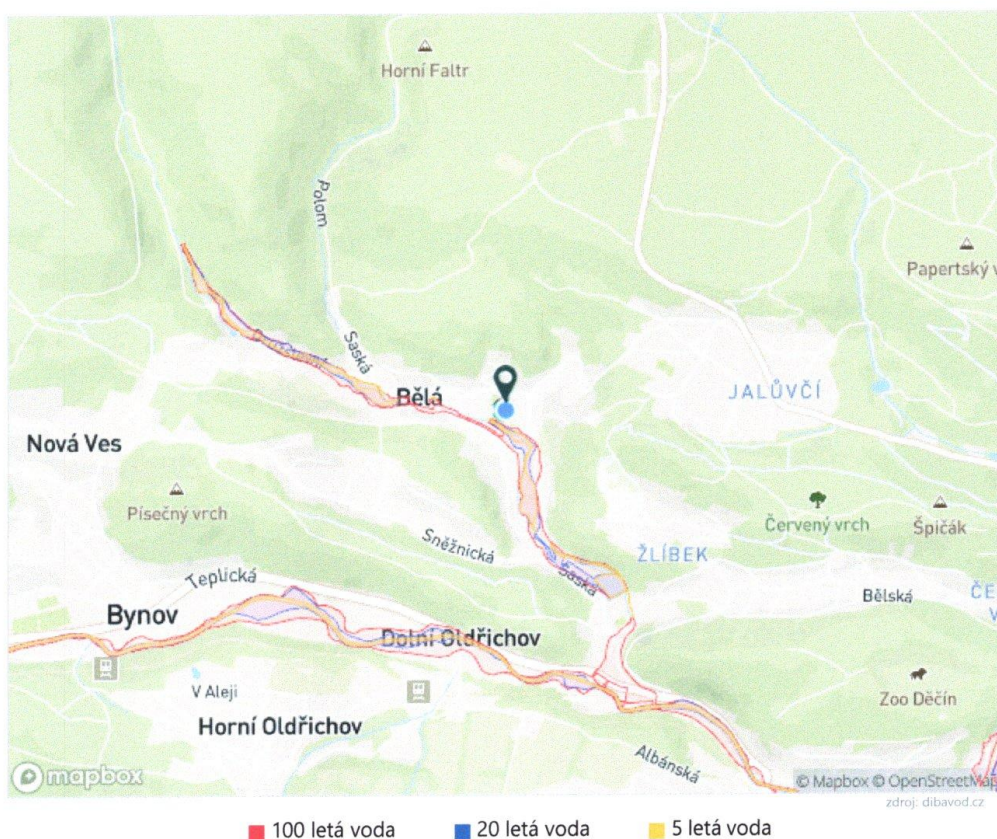 Horní Faltr
Polom
Papertský v
Saská
Bělá
JALŮVČÍ
Nová Ves
Písečný vrch
Červený vrch
Špičák
Sněžnická
ŽLÍBEK
Saská
Teplická
Bělská
ČE
V
Bynov
Dolní Oldřichov
V Aleji
Zoo Děčín
Horní Oldřichov
Albánská
mapbox
© Mapbox © OpenStreetMap
zdroj: dibavod.cz
100 letá voda
20 letá voda
5 letá voda